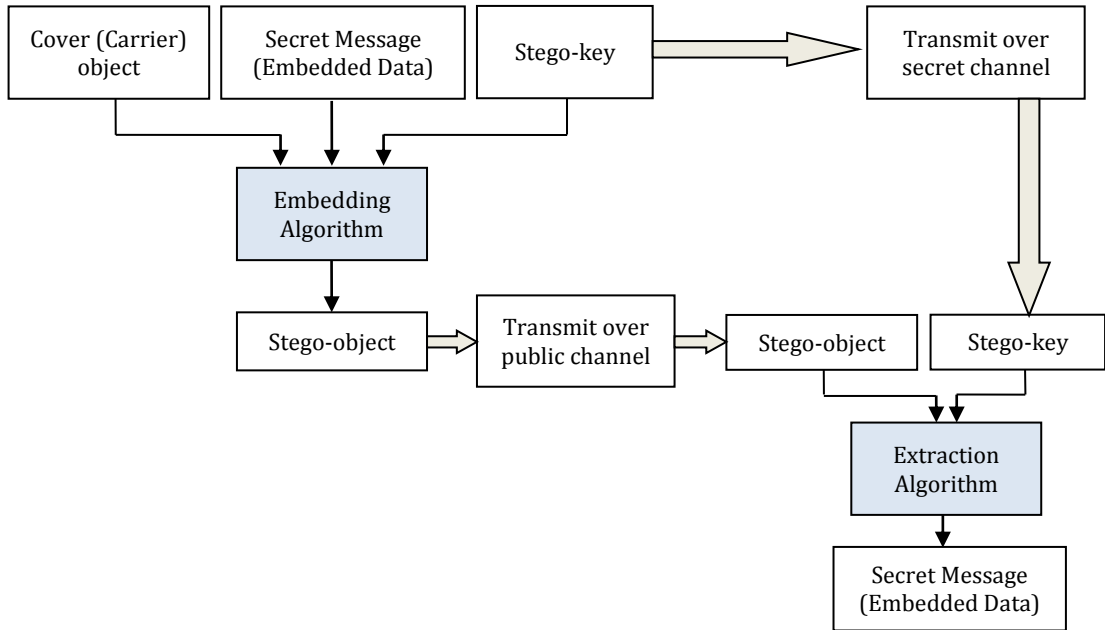 Cover (Carrier)
object
Secret Message
(Embedded Data)
Stego-key
Transmit over
secret channel
Embedding
Algorithm
Stego-object
Transmit over
public channel
Stego-object
Stego-key
Extraction
Algorithm
Secret Message
(Embedded Data)